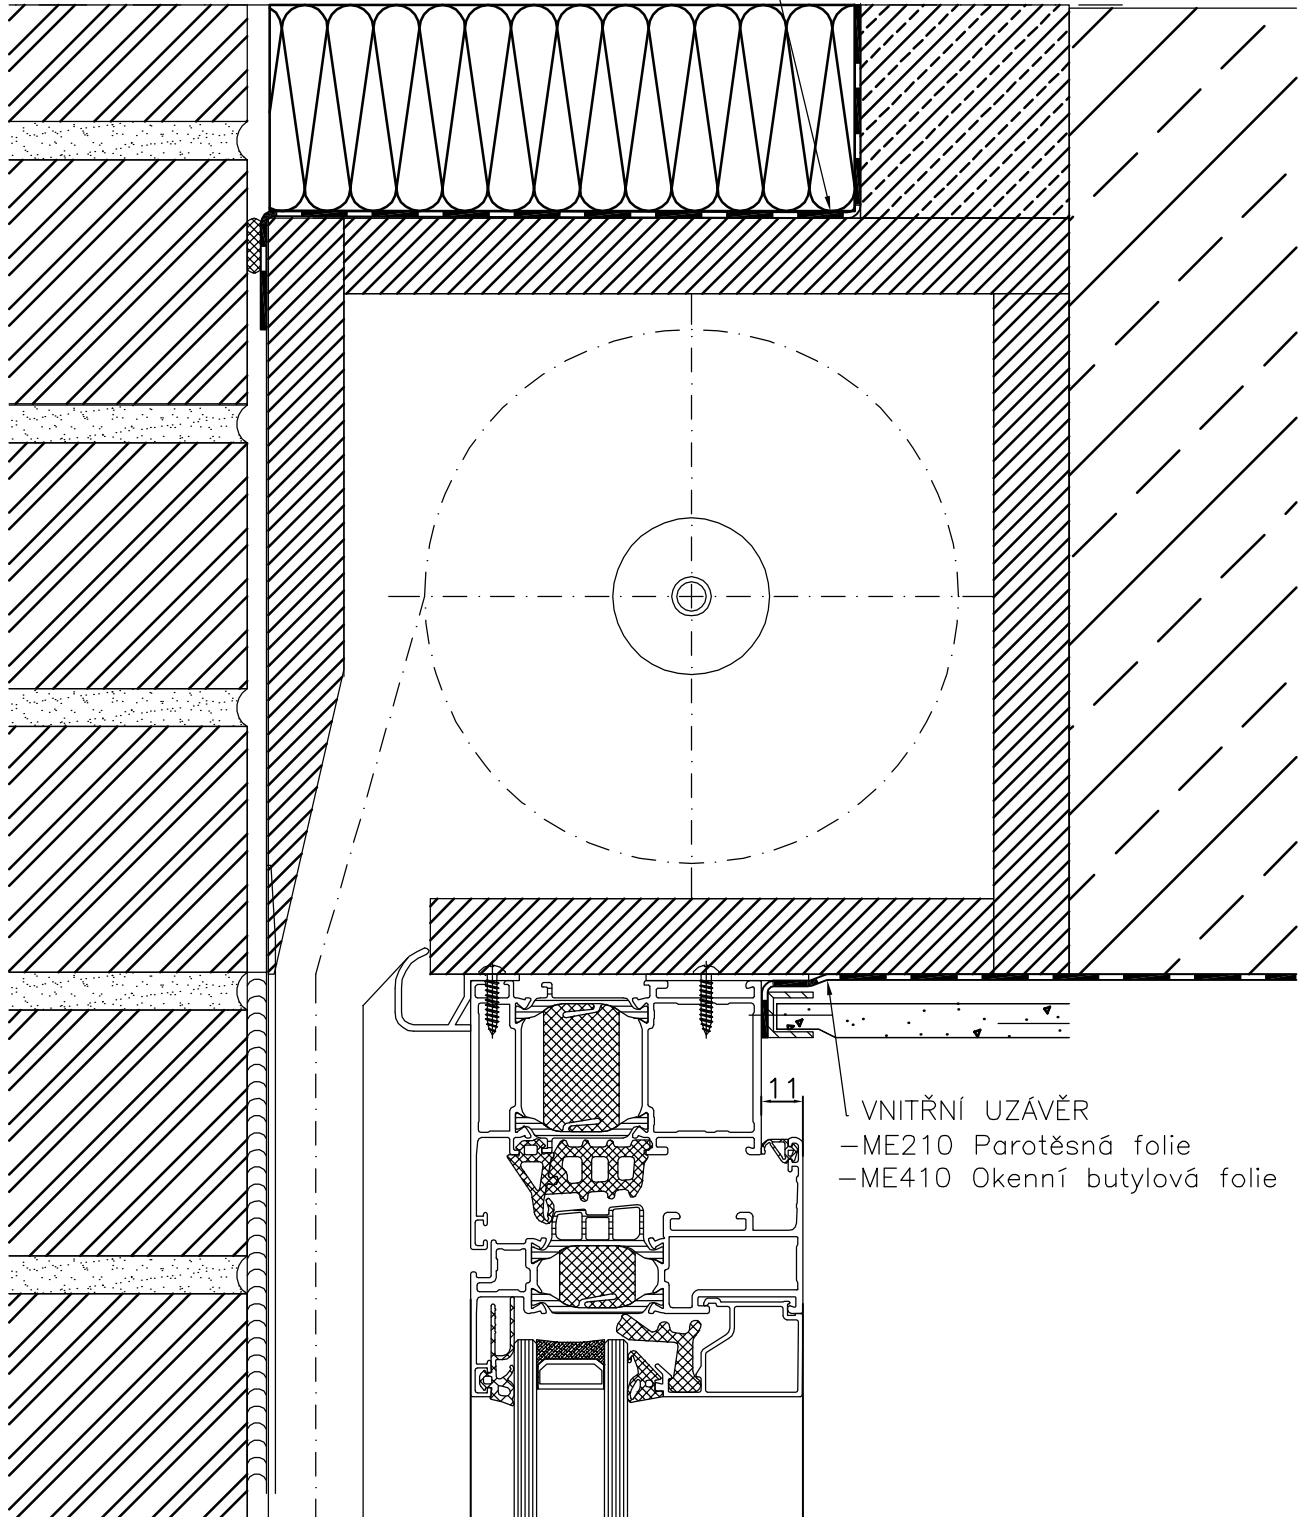 11
VNITŘNÍ UZÁVĚR
–ME210 Parotěsná folie
–ME410 Okenní butylová folie